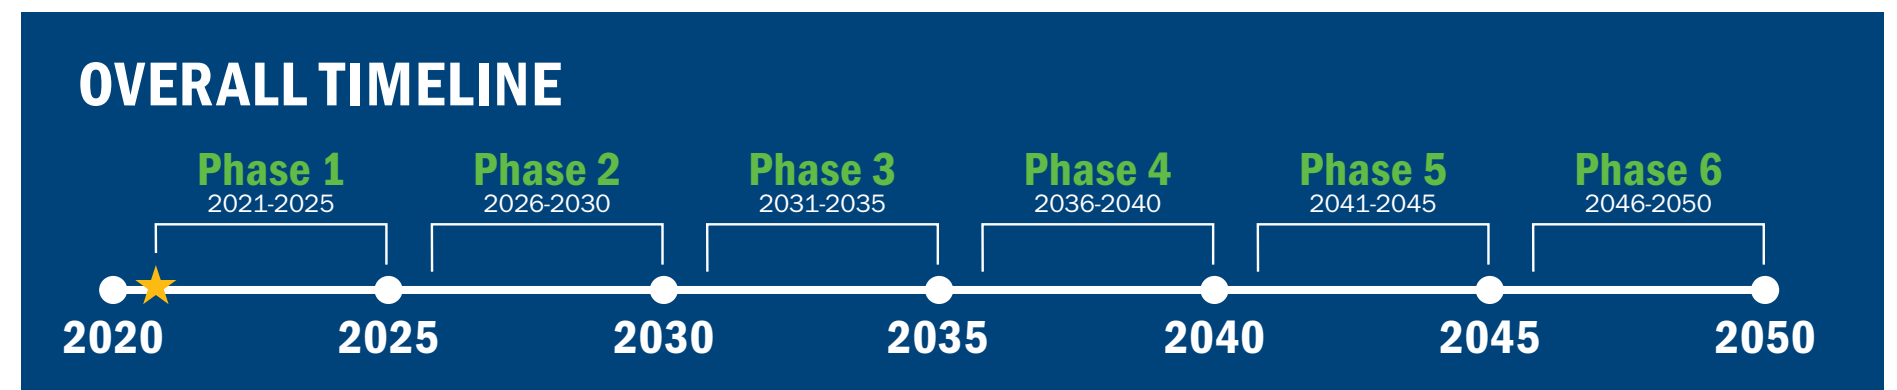 OVERALL TIMELINE
Phase 1 Phase 2 Phase 3 Phase 4 Phase 5 Phase 6
2021-2025 2026-2030 2031-2035 2036-2040 2041-2045 2046-2050
2020 2025 2030 2035 2040 2045 2050